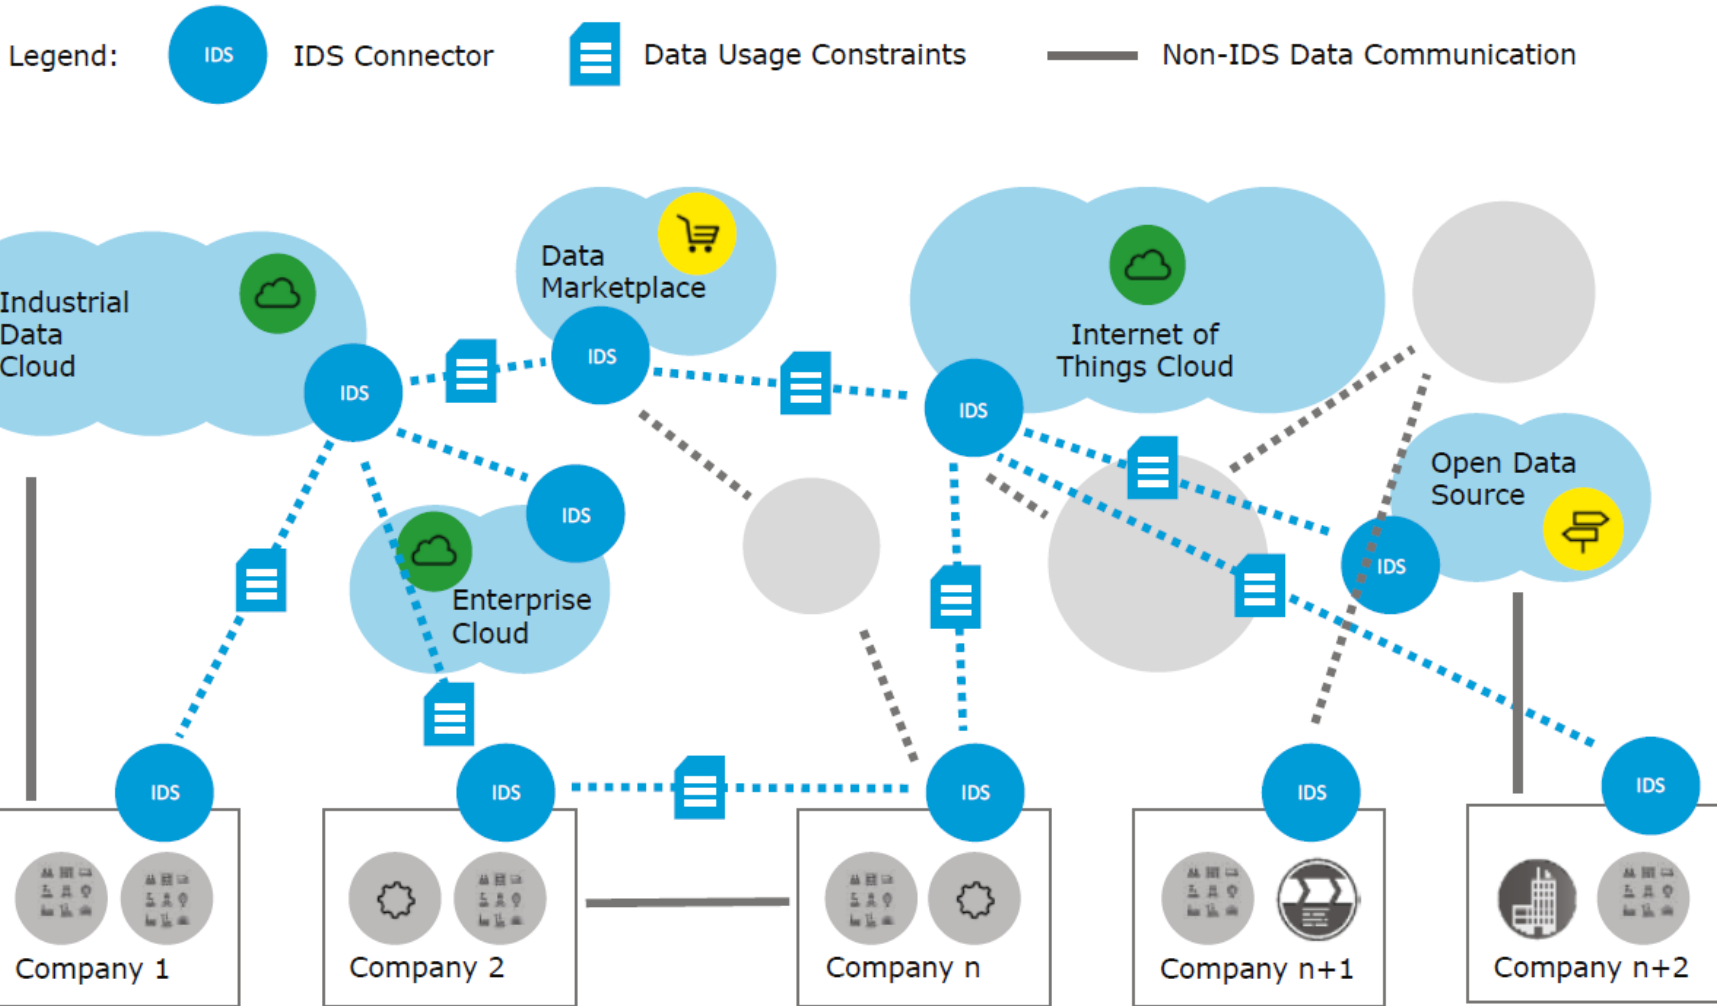 Legend:
IDS
IDS Connector
Data Usage Constraints
Non-IDS Data Communication
Industrial
Data
Cloud
Data
Marketplace
Internet of
Things Cloud
Open Data
Source
Enterprise
Cloud
IDS
IDS
IDS
IDS
IDS
IDS
IDS
IDS
IDS
IDS
Company 1
Company 2
Company n
Company n+1
Company n+2